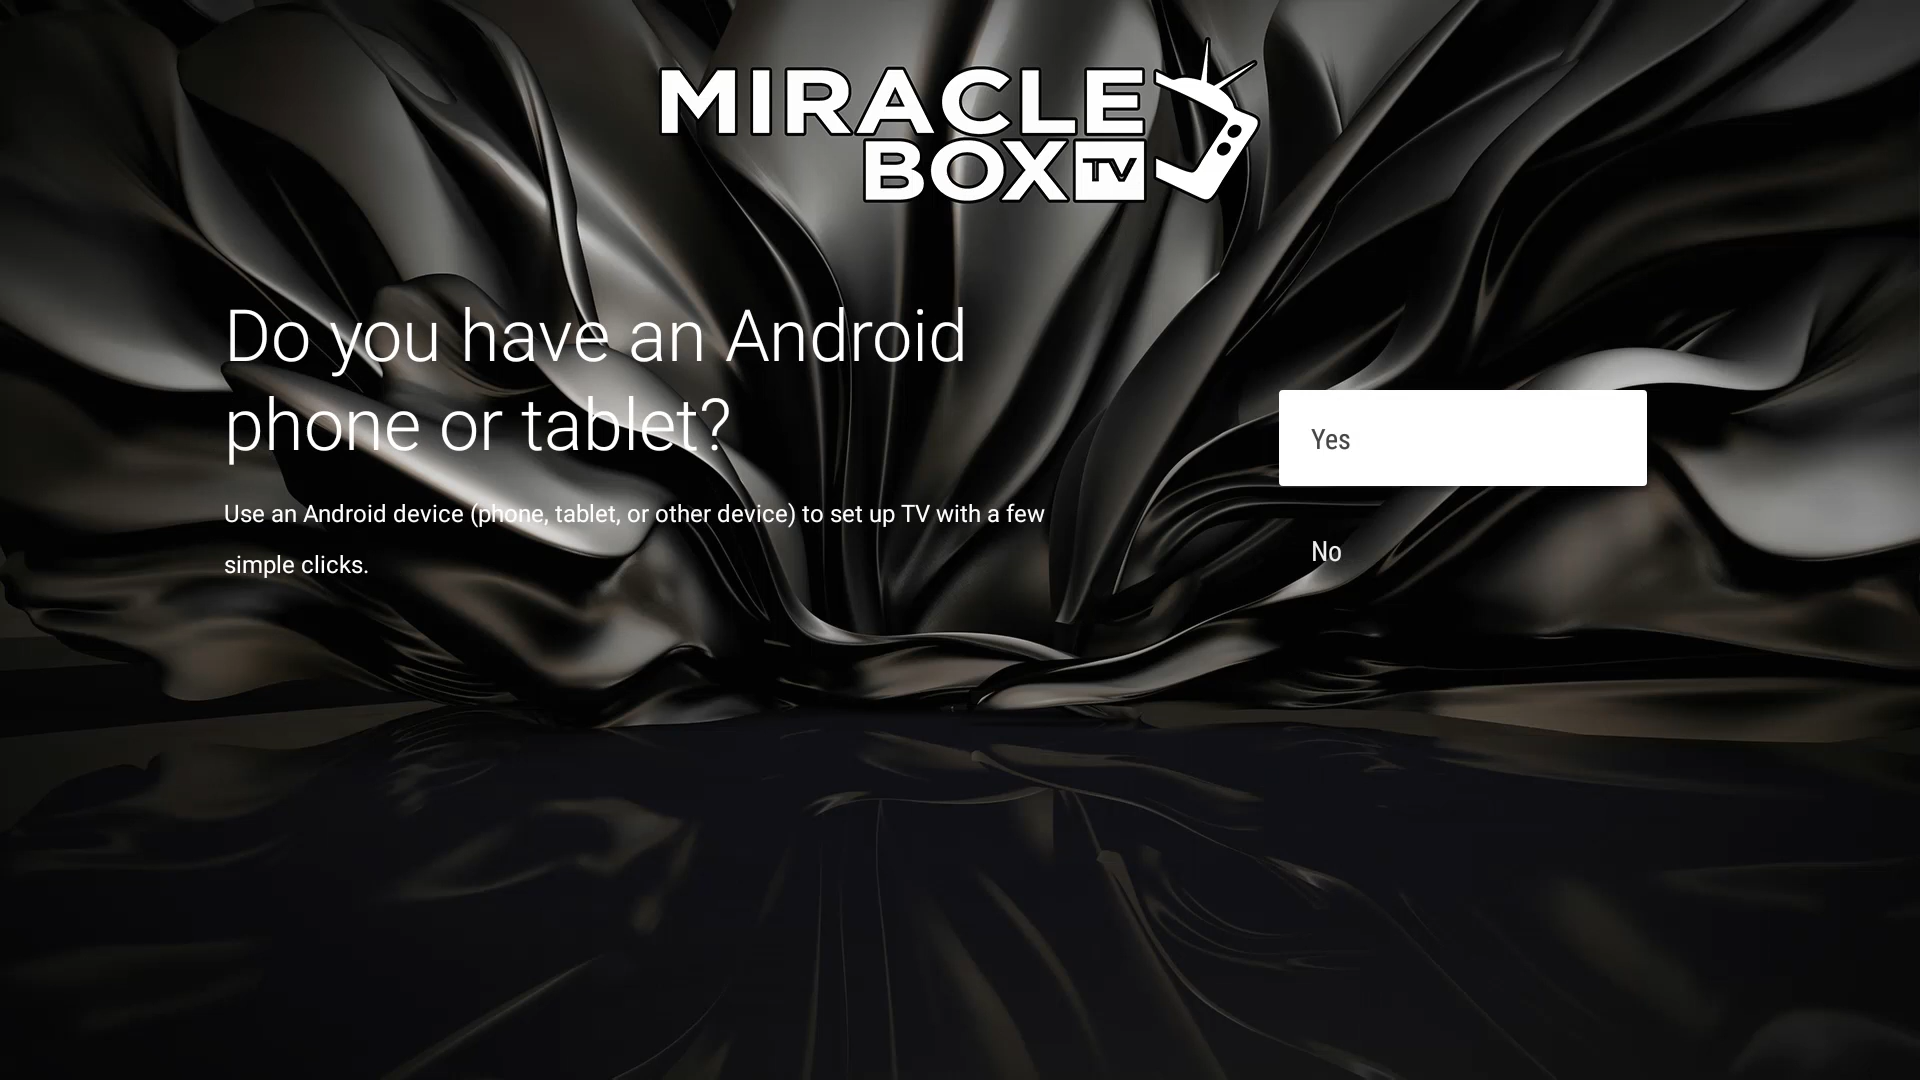 MIRACLE
BOX TV
Do you have an Android
phone or tablet?
Use an Android device (phone, tablet, or other device) to set up TV with a few
simple clicks.
Yes
No